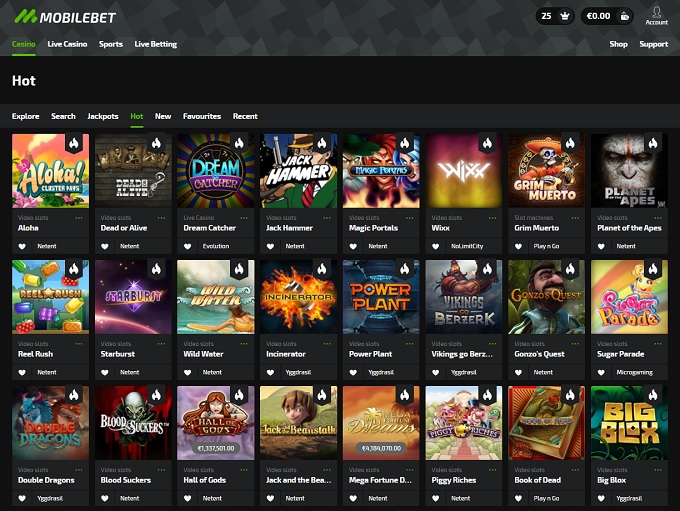 MOBILEBET
25
€0.00
Account
Casino Live Casino Sports Live Betting
Shop Support
Hot
Explore Search Jackpots Hot New Favourites Recent
Aloha! CLUSTER PAYS
DEAD OR ALIVE
DREAM CATCHER
JACK HAMMER
MAGIC PORTALS
WIXX
GRIM MUERTO
PLANET OF THE APES
Video slots Video slots Live Casino Video slots Video slots Video slots Slot machines Video slots
Aloha Dead or Alive Dream Catcher Jack Hammer Magic Portals Wixx Grim Muerto Planet of the Apes
Netent Netent Evolution Netent Netent NoLimitCity Play n Go Netent
REEL RUSH
STARBURST
WILD WATER
INCINERATOR
POWER PLANT
VIKINGS GO BERZERK
GONZO'S QUEST
Sugar Parade
Video slots Video slots Video slots Video slots Video slots Video slots Video slots Video slots
Reel Rush Starburst Wild Water Incinerator Power Plant Vikings go Berz... Gonzo's Quest Sugar Parade
Netent Netent Netent Yggdrasil Yggdrasil Yggdrasil Netent Microgaming
DOUBLE DRAGONS
BLOOD SUCKERS™
HALL OF GODS
€1,337,501.00
Jack and the Beanstalk
MEGA FORTUNE Dreams
€4,184,070.00
PIGGY RICHES
BOOK OF DEAD
BIG BLOX
Video slots Video slots Video slots Video slots Video slots Video slots Video slots Video slots
Double Dragons Blood Suckers Hall of Gods Jack and the Bea... Mega Fortune D... Piggy Riches Book of Dead Big Blox
Yggdrasil Netent Netent Netent Netent Netent Play n Go Yggdrasil